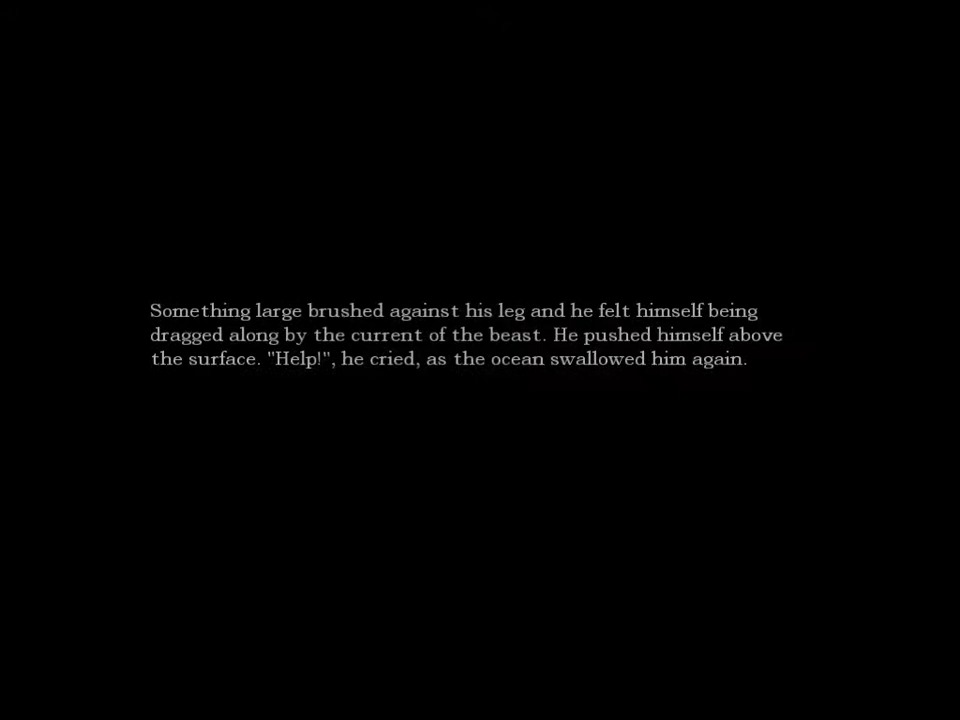 Something large brushed against his leg and he felt himself being
dragged along by the current of the beast. He pushed himself above
the surface. "Help!", he cried, as the ocean swallowed him again.